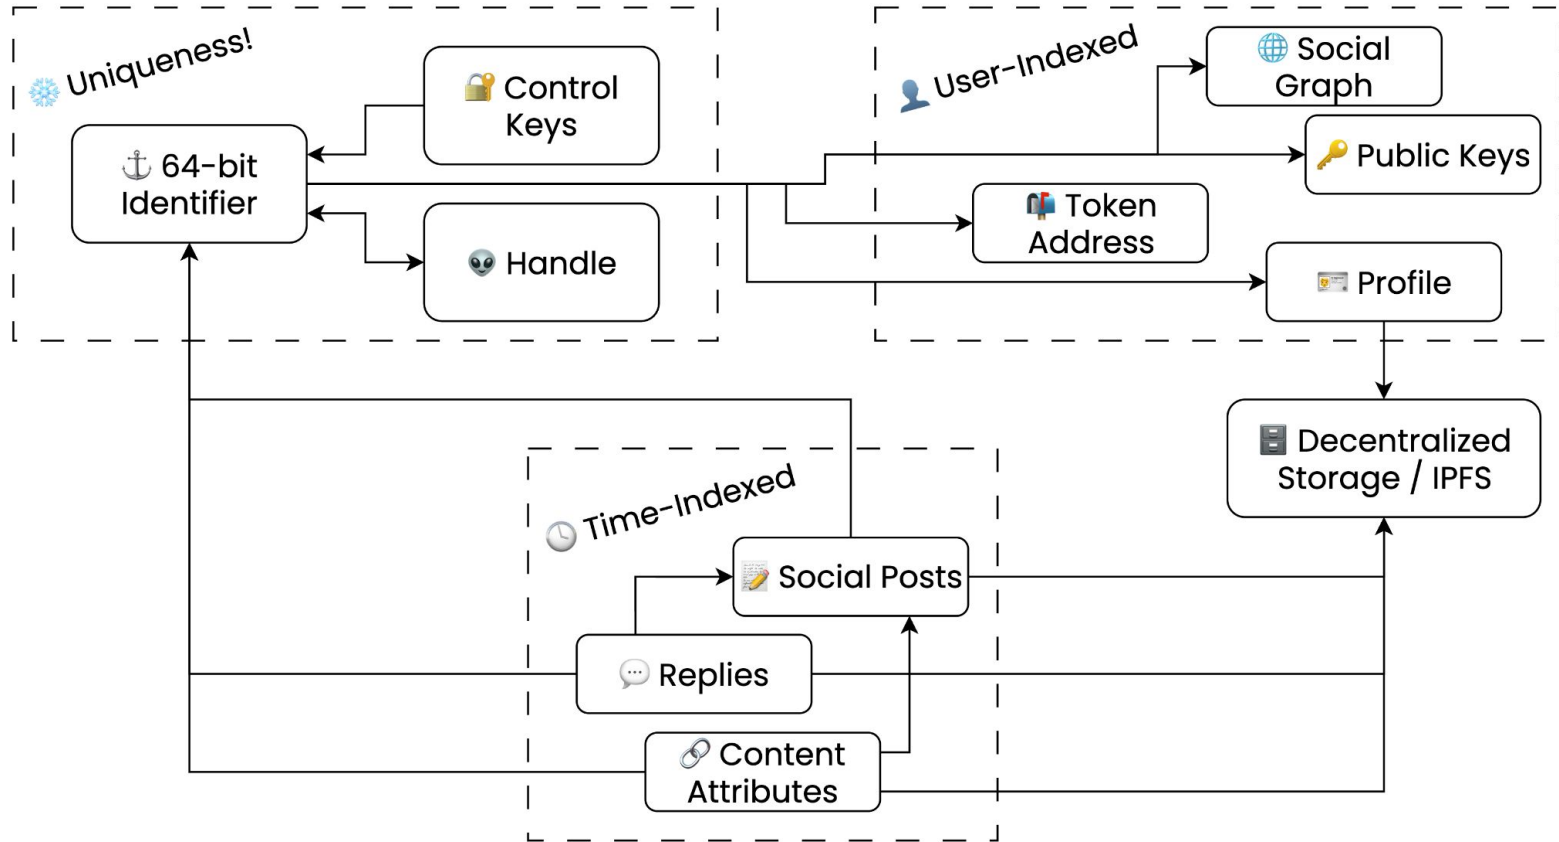 Uniqueness!
Control
Keys
64-bit
Identifier
Handle
User-Indexed
Social
Graph
Public Keys
Token
Address
Profile
Decentralized
Storage / IPFS
Time-Indexed
Social Posts
Replies
Content
Attributes